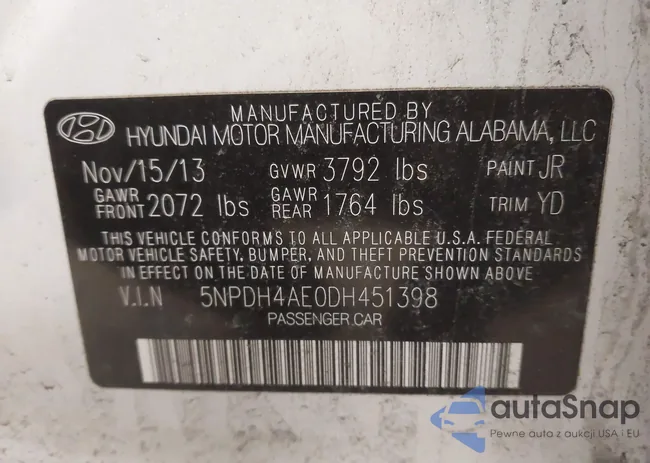 MANUFACTURED BY
HYUNDAI MOTOR MANUFACTURING ALABAMA, LLC
Nov/15/13 GVWR 3792 lbs PAINT JR
GAWR FRONT 2072 lbs GAWR REAR 1764 lbs TRIM YD
THIS VEHICLE CONFORMS TO ALL APPLICABLE U.S.A. FEDERAL
MOTOR VEHICLE SAFETY, BUMPER, AND THEFT PREVENTION STANDARDS
IN EFFECT ON THE DATE OF MANUFACTURE SHOWN ABOVE.
V.I.N 5NPDH4AE0DH451398
PASSENGER CAR
autaSnap
Pewne auta z aukcji USA i EU